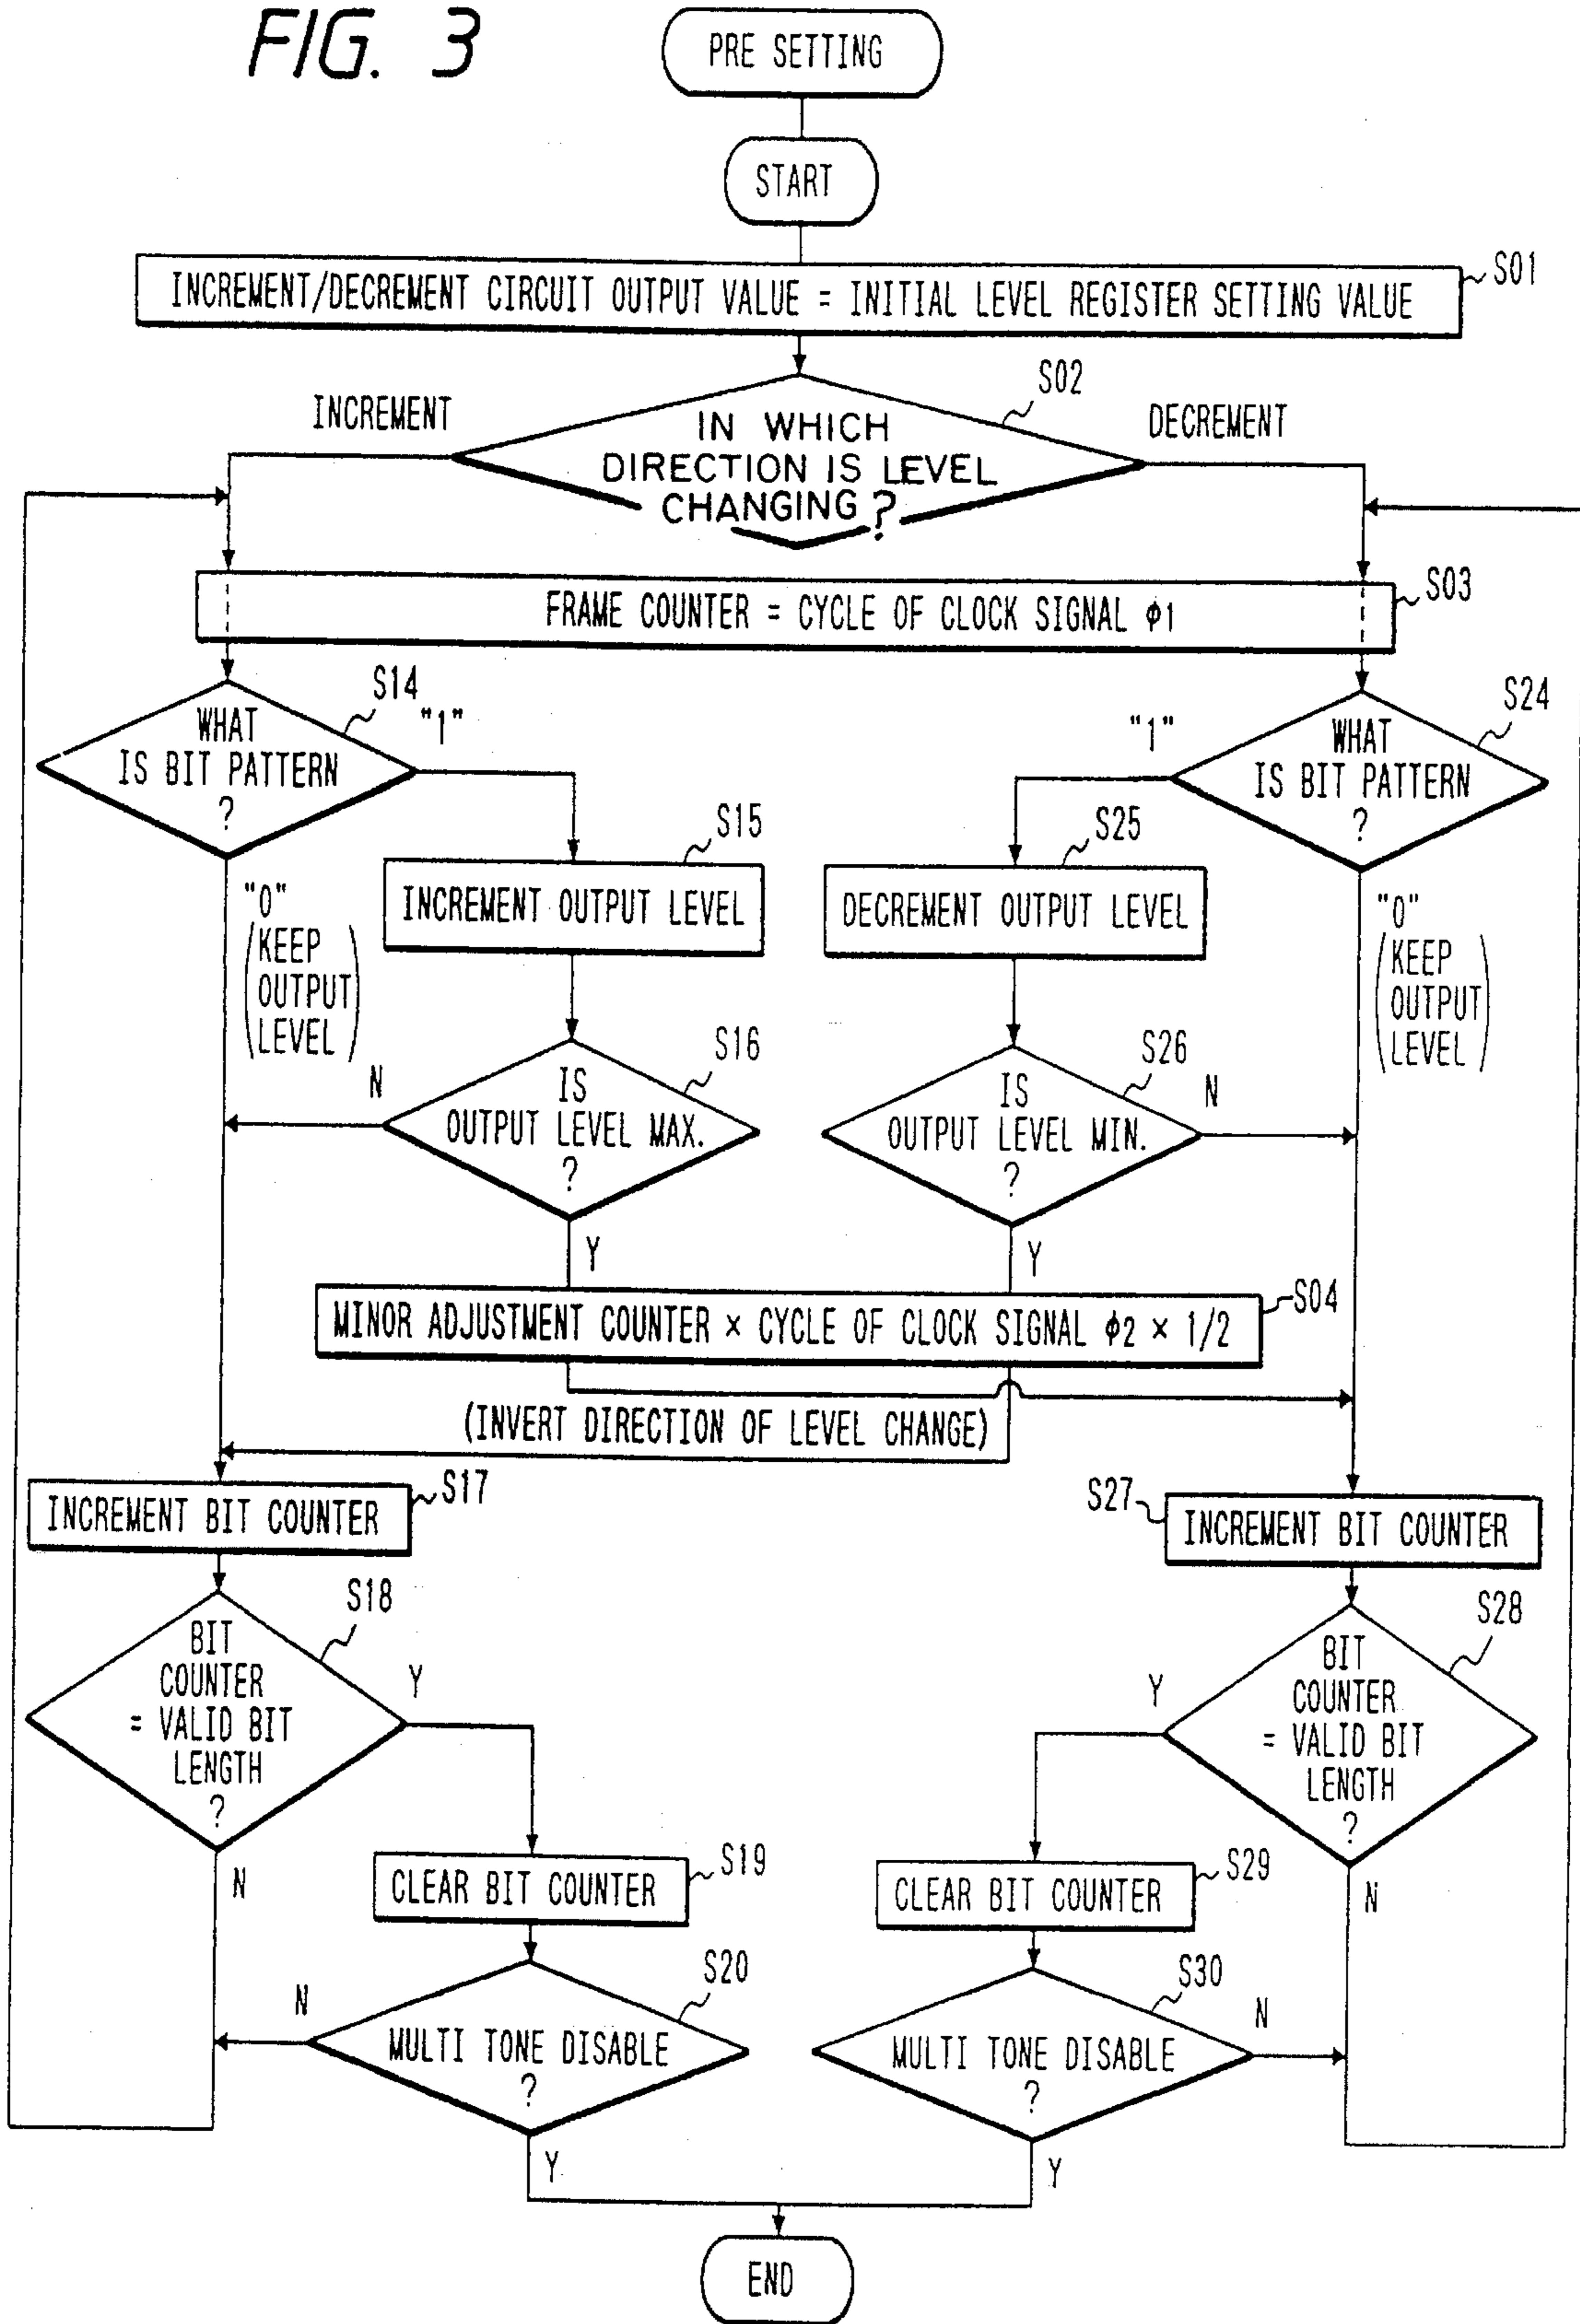 FIG. 3
PRE SETTING
START
INCREMENT/DECREMENT CIRCUIT OUTPUT VALUE = INITIAL LEVEL REGISTER SETTING VALUE
S01
S02
INCREMENT
IN WHICH
DIRECTION IS LEVEL
CHANGING ?
DECREMENT
FRAME COUNTER = CYCLE OF CLOCK SIGNAL φ1
S03
S14
WHAT
IS BIT PATTERN
?
"1"
"1"
S24
WHAT
IS BIT PATTERN
?
S15
INCREMENT OUTPUT LEVEL
S25
DECREMENT OUTPUT LEVEL
"0"
(KEEP
OUTPUT
LEVEL)
"0"
(KEEP
OUTPUT
LEVEL)
S16
N
IS
OUTPUT LEVEL MAX.
?
Y
S26
IS
OUTPUT LEVEL MIN.
?
N
Y
MINOR ADJUSTMENT COUNTER × CYCLE OF CLOCK SIGNAL φ2 × 1/2
S04
(INVERT DIRECTION OF LEVEL CHANGE)
INCREMENT BIT COUNTER
S17
S27
INCREMENT BIT COUNTER
S18
BIT
COUNTER
= VALID BIT
LENGTH
?
Y
N
S28
BIT
COUNTER
= VALID BIT
LENGTH
?
Y
N
CLEAR BIT COUNTER
S19
CLEAR BIT COUNTER
S29
S20
N
MULTI TONE DISABLE
?
Y
S30
MULTI TONE DISABLE
?
N
Y
END